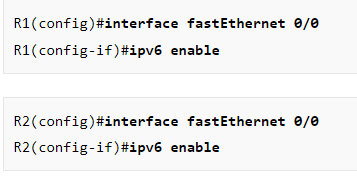 R1(config)#interface fastEthernet 0/0
R1(config-if)#ipv6 enable
R2(config)#interface fastEthernet 0/0
R2(config-if)#ipv6 enable